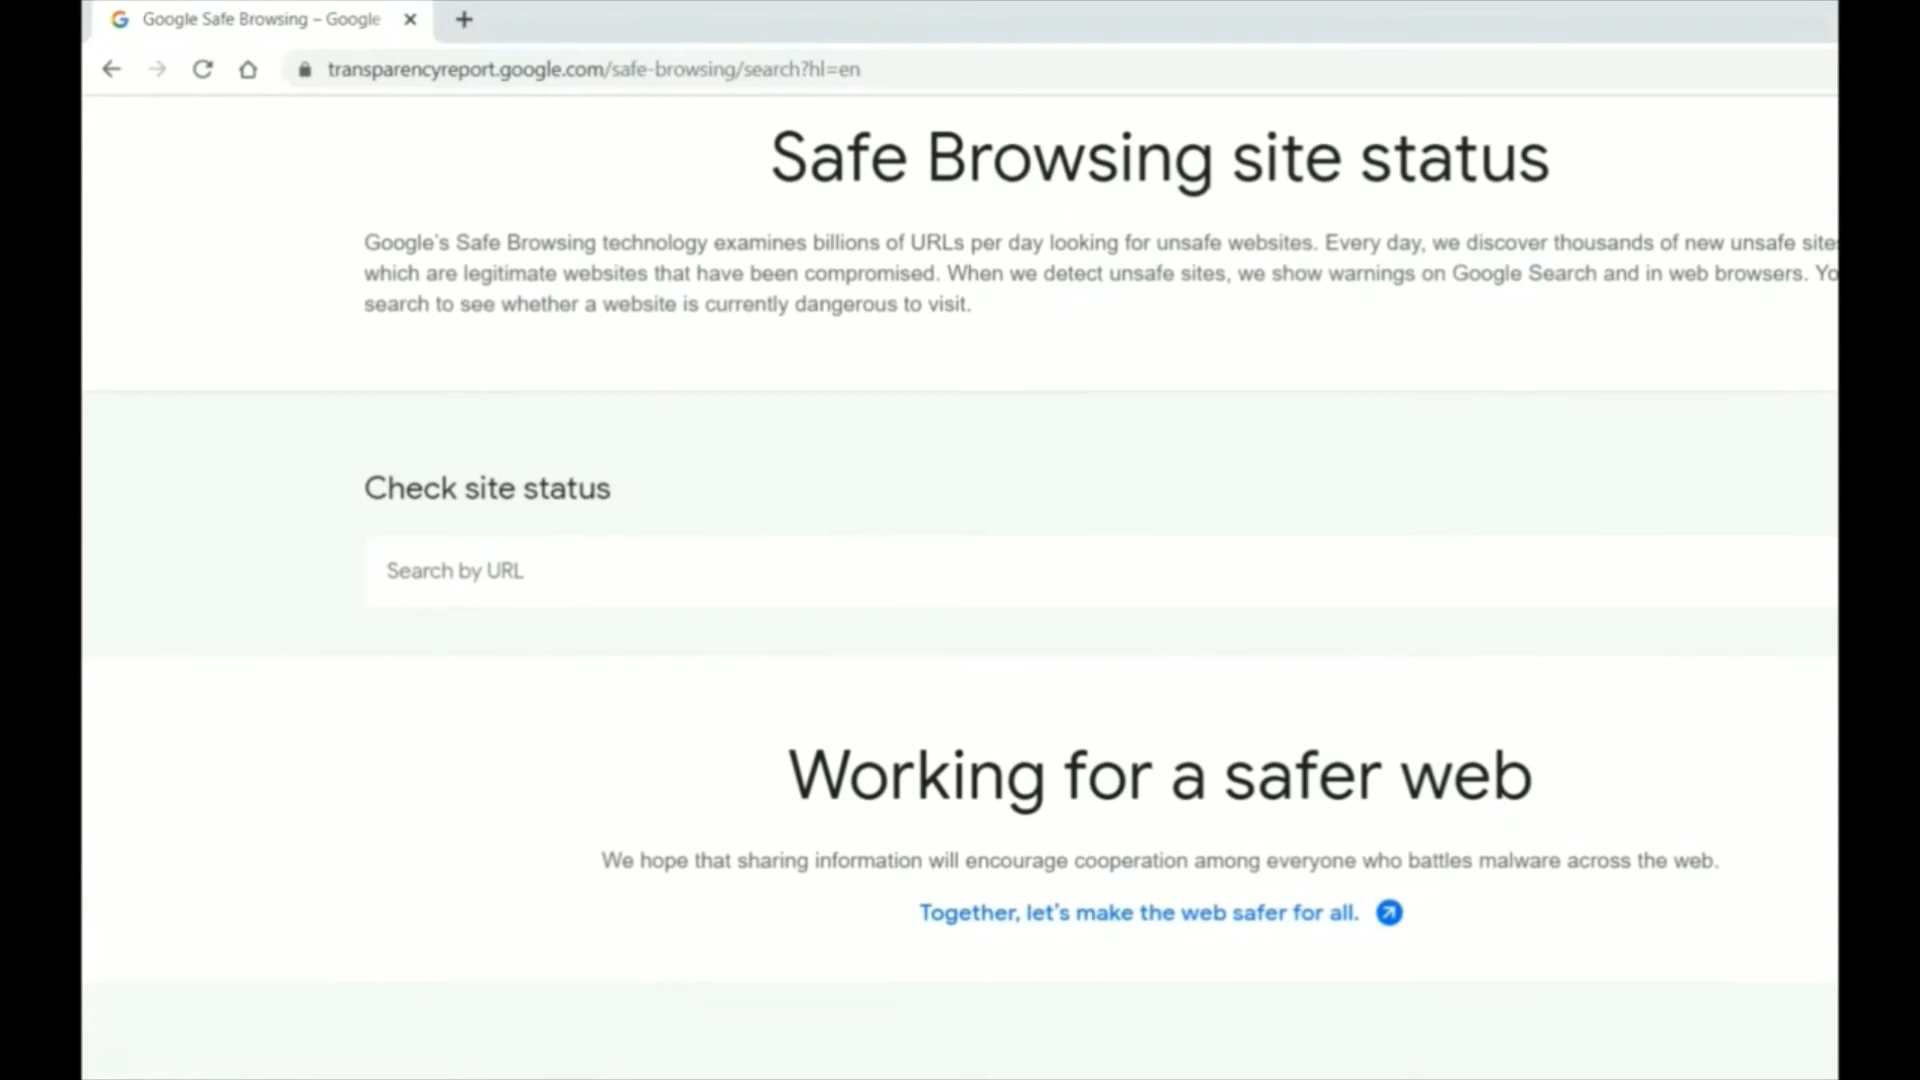 Google Safe Browsing – Google
transparencyreport.google.com/safe-browsing/search?hl=en
Safe Browsing site status
Google's Safe Browsing technology examines billions of URLs per day looking for unsafe websites. Every day, we discover thousands of new unsafe site
which are legitimate websites that have been compromised. When we detect unsafe sites, we show warnings on Google Search and in web browsers. Yo
search to see whether a website is currently dangerous to visit.
Check site status
Search by URL
Working for a safer web
We hope that sharing information will encourage cooperation among everyone who battles malware across the web.
Together, let's make the web safer for all.